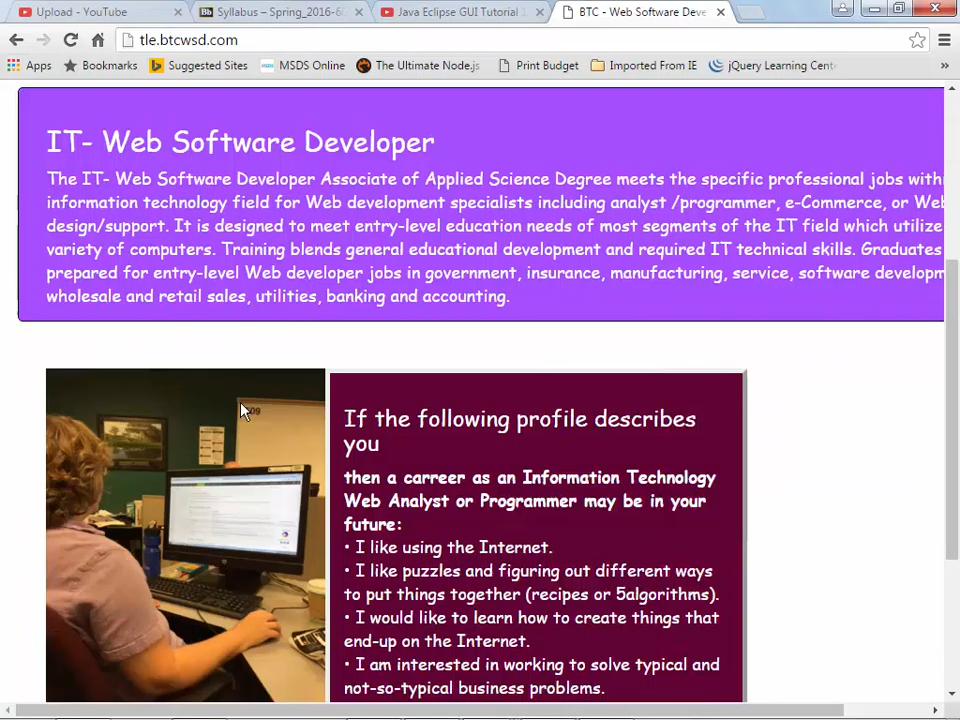 Upload - YouTube
Syllabus – Spring_2016-6
Java Eclipse GUI Tutorial 1
BTC - Web Software Deve
tle.btcwsd.com
Apps
Bookmarks
Suggested Sites
MSDS Online
The Ultimate Node.js
Print Budget
Imported From IE
jQuery Learning Cent
»
IT- Web Software Developer
The IT- Web Software Developer Associate of Applied Science Degree meets the specific professional jobs with
information technology field for Web development specialists including analyst /programmer, e-Commerce, or Web
design/support. It is designed to meet entry-level education needs of most segments of the IT field which utilize
variety of computers. Training blends general educational development and required IT technical skills. Graduates
prepared for entry-level Web developer jobs in government, insurance, manufacturing, service, software developm
wholesale and retail sales, utilities, banking and accounting.
If the following profile describes
you
then a carreer as an Information Technology
Web Analyst or Programmer may be in your
future:
• I like using the Internet.
• I like puzzles and figuring out different ways
to put things together (recipes or 5algorithms).
• I would like to learn how to create things that
end-up on the Internet.
• I am interested in working to solve typical and
not-so-typical business problems.